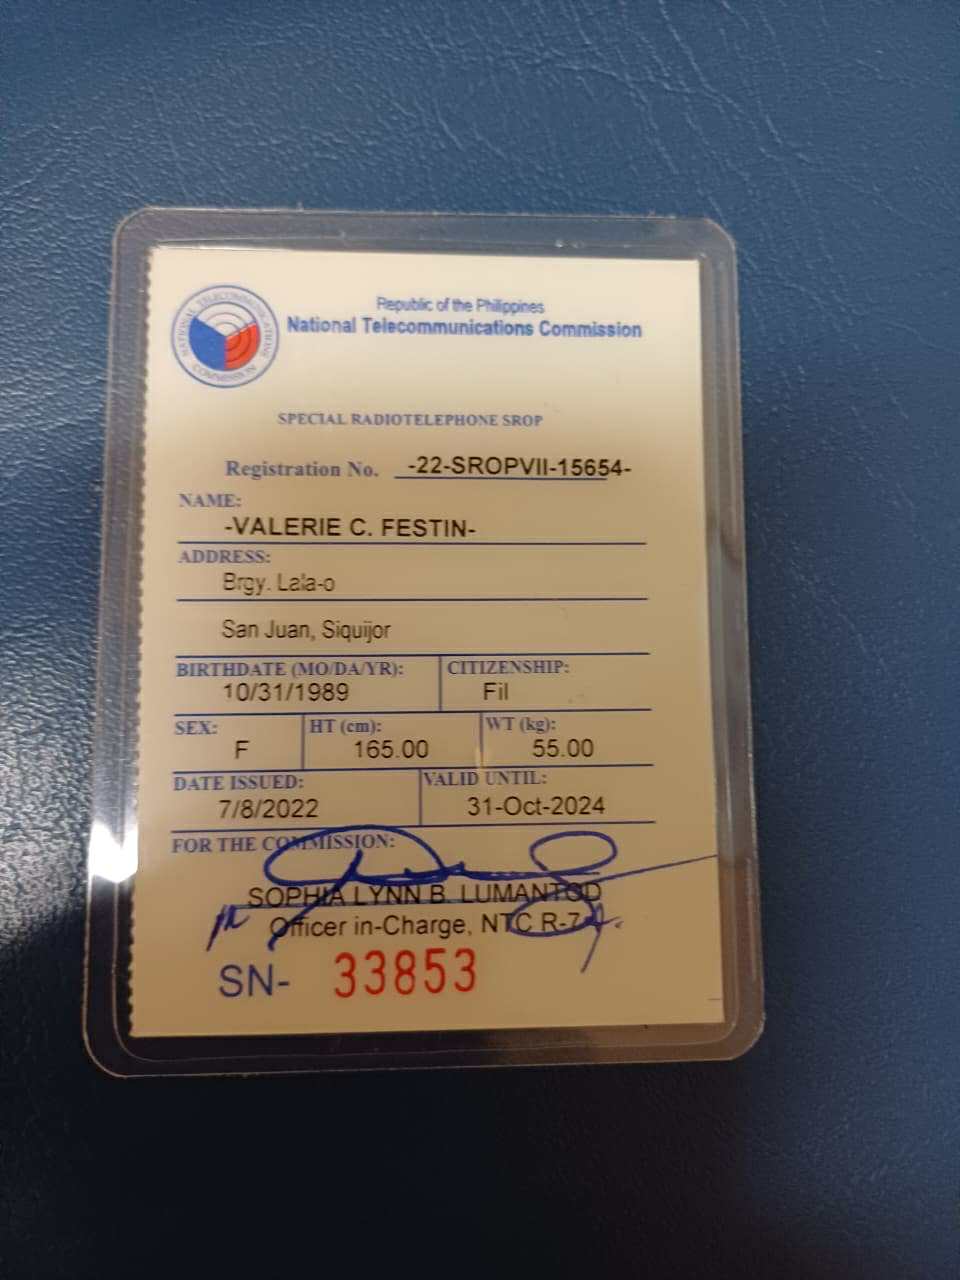 NATIONAL TELECOMMUNICATIONS COMMISSION
Republic of the Philippines
National Telecommunications Commission
SPECIAL RADIOTELEPHONE SROP
Registration No. -22-SROPVII-15654-
NAME:
-VALERIE C. FESTIN-
ADDRESS:
Brgy. Lala-o
San Juan, Siquijor
BIRTHDATE (MO/DA/YR): CITIZENSHIP:
10/31/1989 Fil
SEX: HT (cm): WT (kg):
F 165.00 55.00
DATE ISSUED: VALID UNTIL:
7/8/2022 31-Oct-2024
FOR THE COMMISSION:
SOPHIA LYNN B. LUMANTOD
Officer in-Charge, NTC R-7
SN- 33853